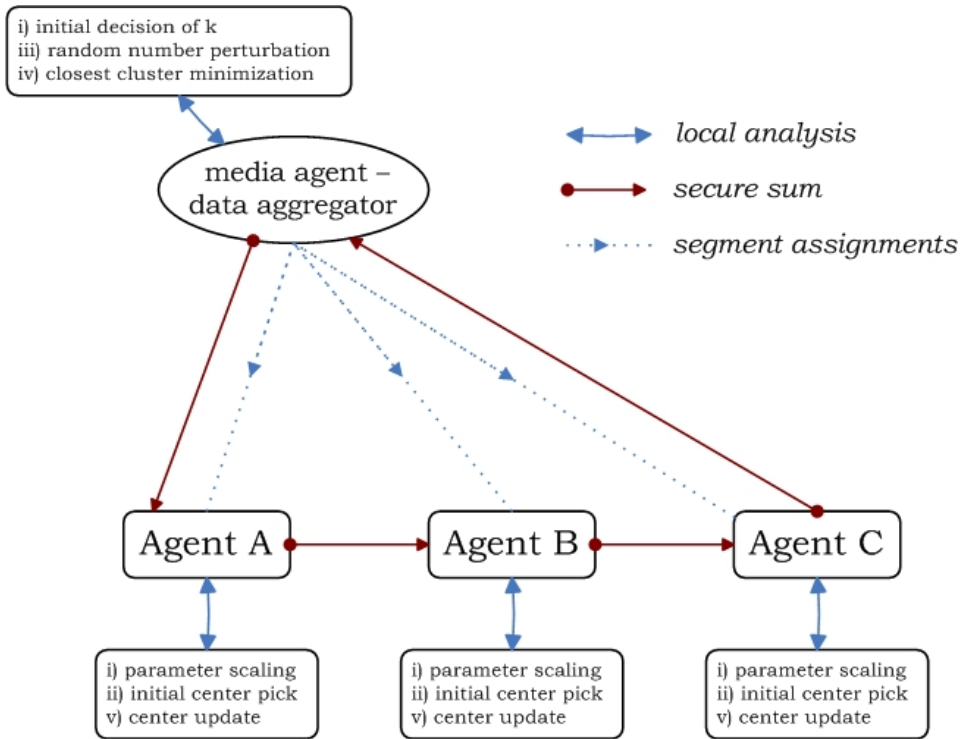 i) initial decision of k
iii) random number perturbation
iv) closest cluster minimization
media agent –
data aggregator
local analysis
secure sum
segment assignments
Agent A
Agent B
Agent C
i) parameter scaling
ii) initial center pick
v) center update
i) parameter scaling
ii) initial center pick
v) center update
i) parameter scaling
ii) initial center pick
v) center update